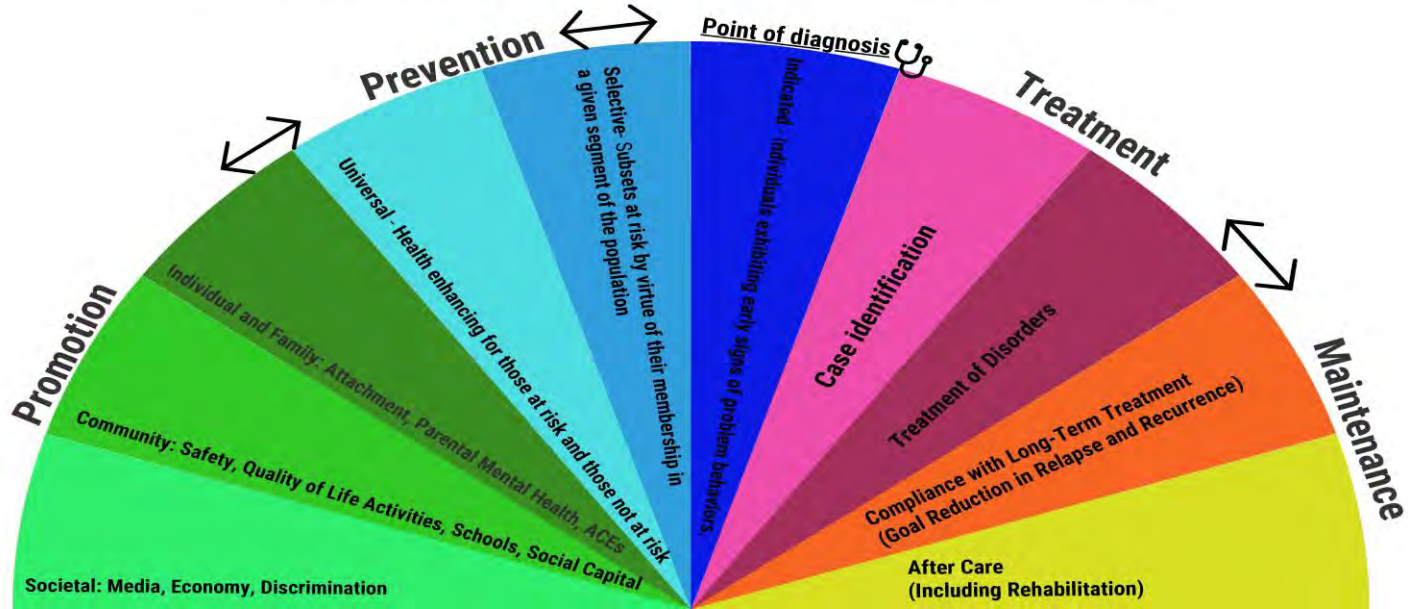 Promotion
Societal: Media, Economy, Discrimination
Community: Safety, Quality of Life Activities, Schools, Social Capital
Individual and Family: Attachment, Parental Mental Health, ACEs
Prevention
Universal - Health enhancing for those at risk and those not at risk
Selective- Subsets at risk by virtue of their membership in
a given segment of the population
Indicated - Individuals exhibiting early signs of problem behaviors.
Point of diagnosis
Treatment
Case identification
Treatment of Disorders
Maintenance
Compliance with Long-Term Treatment
(Goal Reduction in Relapse and Recurrence)
After Care
(Including Rehabilitation)